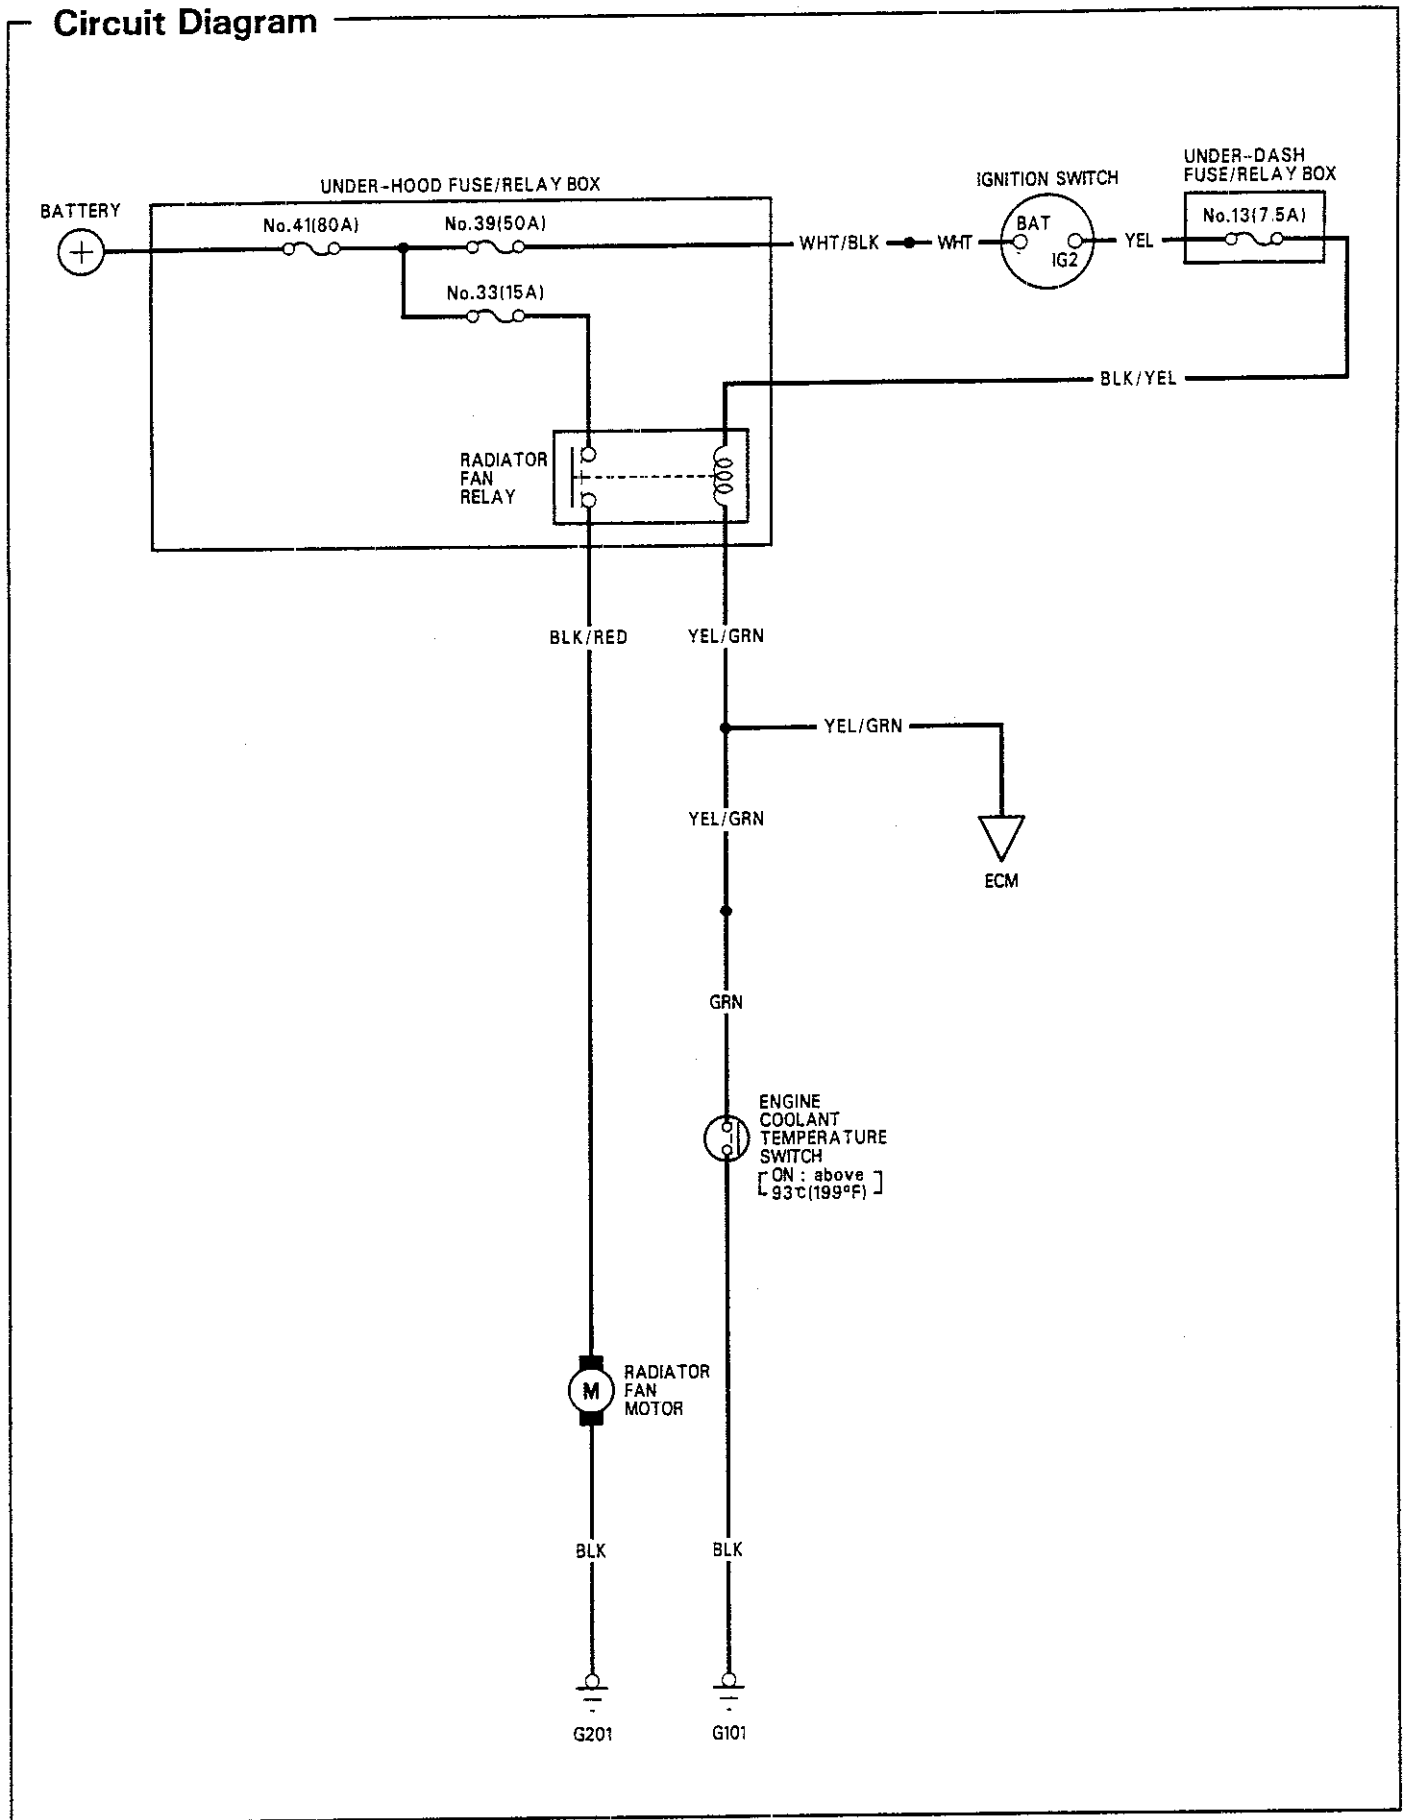 Circuit Diagram
UNDER-HOOD FUSE/RELAY BOX
BATTERY
+
No.41(80A)
No.39(50A)
No.33(15A)
WHT/BLK
WHT
IGNITION SWITCH
BAT
IG2
YEL
UNDER-DASH
FUSE/RELAY BOX
No.13(7.5A)
BLK/YEL
RADIATOR
FAN
RELAY
BLK/RED
YEL/GRN
YEL/GRN
YEL/GRN
ECM
GRN
ENGINE
COOLANT
TEMPERATURE
SWITCH
[ON : above
93℃(199°F)]
M
RADIATOR
FAN
MOTOR
BLK
BLK
G201
G101